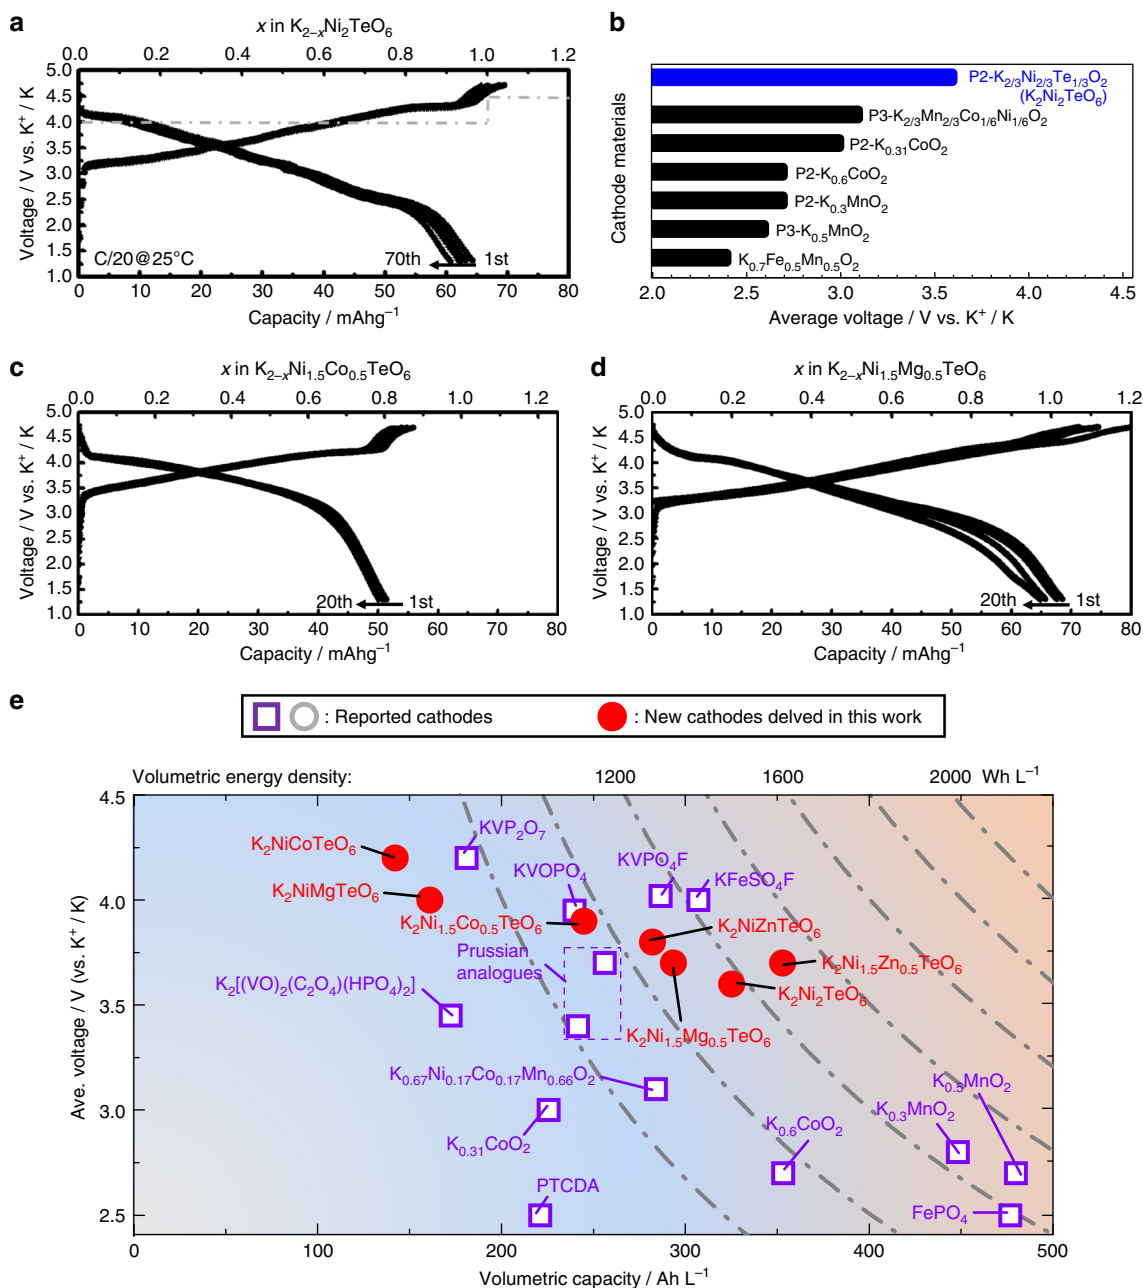 a
x in K₂₋ₓNi₂TeO₆
0.0 0.2 0.4 0.6 0.8 1.0 1.2
5.0
4.5
4.0
3.5
3.0
2.5
2.0
1.5
1.0
Voltage / V vs. K⁺ / K
C/20@25°C
70th 1st
0 10 20 30 40 50 60 70 80
Capacity / mAhg⁻¹
b
Cathode materials
P2-K₂/₃Ni₂/₃Te₁/₃O₂
(K₂Ni₂TeO₆)
P3-K₂/₃Mn₂/₃Co₁/₆Ni₁/₆O₂
P2-K₀.₃₁CoO₂
P2-K₀.₆CoO₂
P2-K₀.₃MnO₂
P3-K₀.₅MnO₂
K₀.₇Fe₀.₅Mn₀.₅O₂
2.0 2.5 3.0 3.5 4.0 4.5
Average voltage / V vs. K⁺ / K
c
x in K₂₋ₓNi₁.₅Co₀.₅TeO₆
0.0 0.2 0.4 0.6 0.8 1.0 1.2
5.0
4.5
4.0
3.5
3.0
2.5
2.0
1.5
1.0
Voltage / V vs. K⁺ / K
20th 1st
0 10 20 30 40 50 60 70 80
Capacity / mAhg⁻¹
d
x in K₂₋ₓNi₁.₅Mg₀.₅TeO₆
0.0 0.2 0.4 0.6 0.8 1.0 1.2
5.0
4.5
4.0
3.5
3.0
2.5
2.0
1.5
1.0
Voltage / V vs. K⁺ / K
20th 1st
0 10 20 30 40 50 60 70 80
Capacity / mAhg⁻¹
e
: Reported cathodes
: New cathodes delved in this work
Volumetric energy density: 1200 1600 2000 Wh L⁻¹
4.5
4.0
3.5
3.0
2.5
Ave. voltage / V (vs. K⁺ / K)
K₂NiCoTeO₆
KVP₂O₇
K₂NiMgTeO₆
KVOPO₄
KVPO₄F
KFeSO₄F
K₂Ni₁.₅Co₀.₅TeO₆
K₂NiZnTeO₆
Prussian
analogues
K₂Ni₁.₅Zn₀.₅TeO₆
K₂[(VO)₂(C₂O₄)(HPO₄)₂]
K₂Ni₂TeO₆
K₂Ni₁.₅Mg₀.₅TeO₆
K₀.₆₇Ni₀.₁₇Co₀.₁₇Mn₀.₆₆O₂
K₀.₅MnO₂
K₀.₃₁CoO₂
K₀.₆CoO₂
K₀.₃MnO₂
PTCDA
FePO₄
0 100 200 300 400 500
Volumetric capacity / Ah L⁻¹